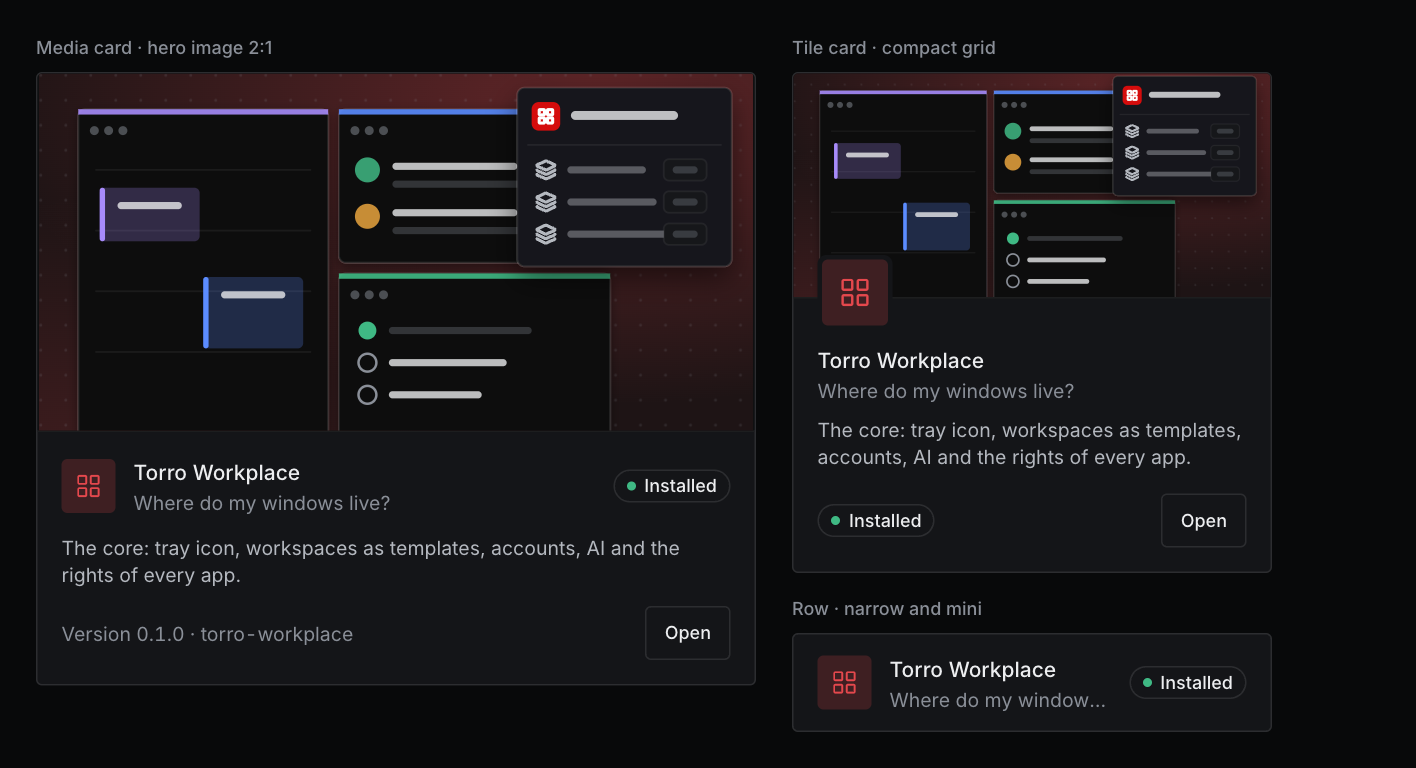 Media card · hero image 2:1
Torro Workplace
Where do my windows live?
Installed
The core: tray icon, workspaces as templates, accounts, AI and the
rights of every app.
Version 0.1.0 · torro-workplace
Open
Tile card · compact grid
Torro Workplace
Where do my windows live?
The core: tray icon, workspaces as templates,
accounts, AI and the rights of every app.
Installed
Open
Row · narrow and mini
Torro Workplace
Where do my window...
Installed